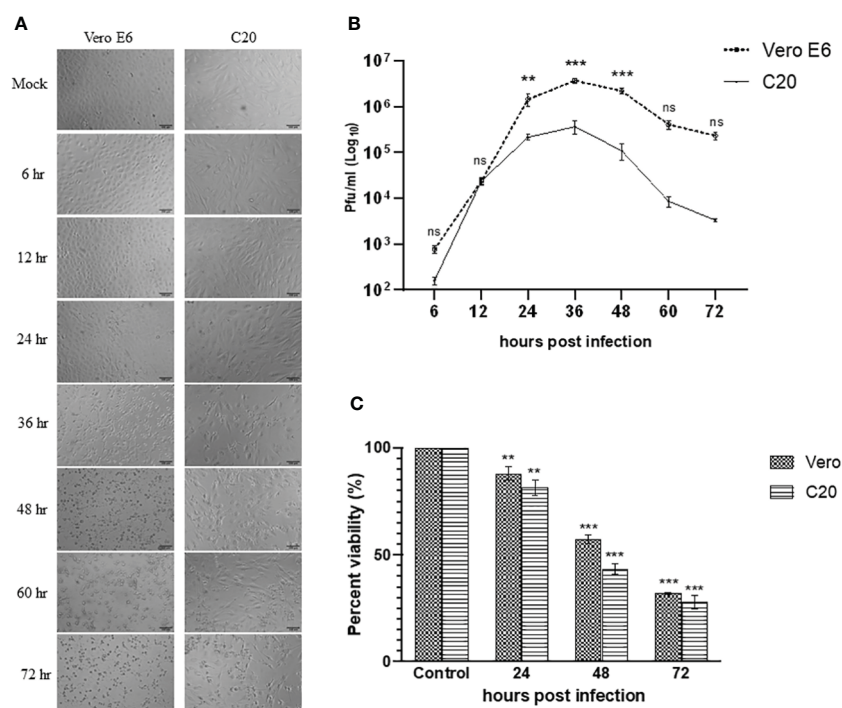 A
Vero E6 C20
Mock
6 hr
12 hr
24 hr
36 hr
48 hr
60 hr
72 hr
B
Pfu/ml (Log10)
10^7
10^6
10^5
10^4
10^3
10^2
ns
ns
**
***
***
ns
ns
6 12 24 36 48 60 72
hours post infection
Vero E6
C20
C
Percent viability (%)
100
50
0
** **
*** ***
*** ***
Control 24 48 72
hours post infection
Vero
C20